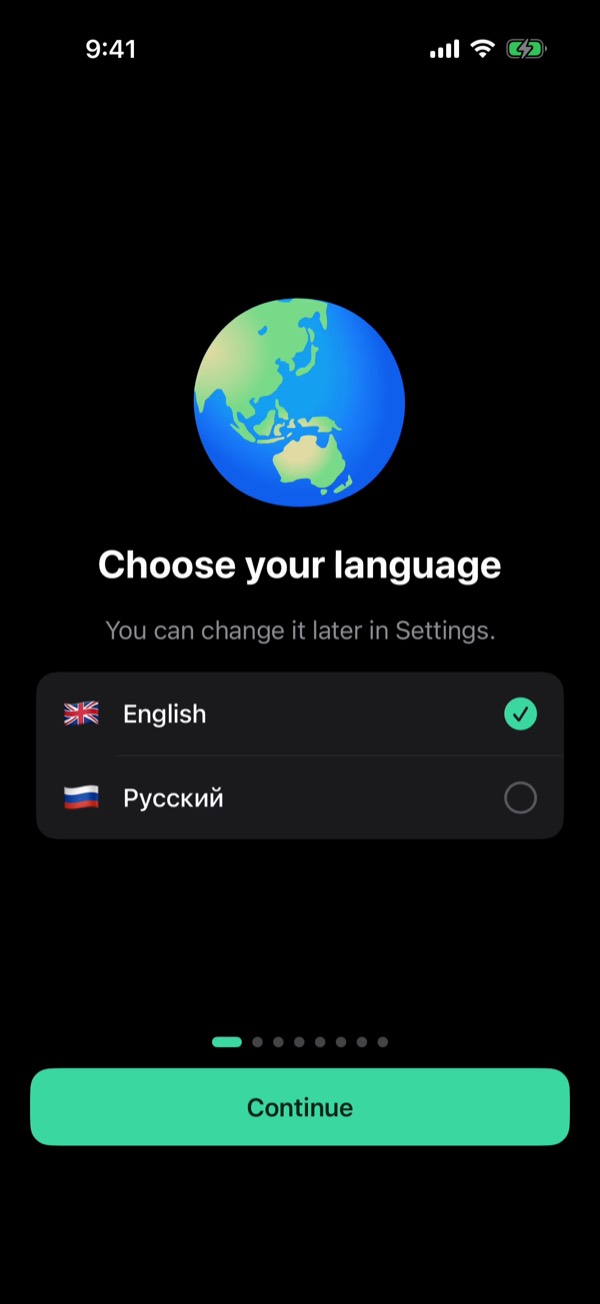 9:41
Choose your language
You can change it later in Settings.
English
Русский
Continue